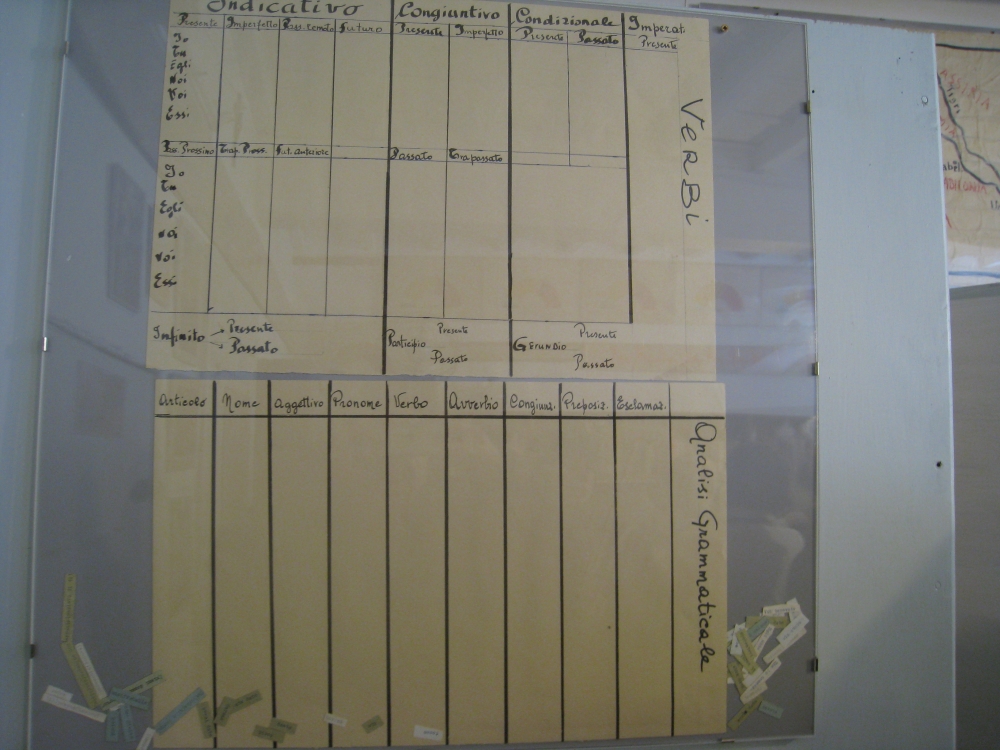 Indicativo Congiuntivo Condizionale Imperat.
Presente Imperfetto Pass. remoto Futuro Presente Imperfetto Presente Passato Presente
Io
Tu
Egli
Noi
Voi
Essi
Pass. Prossimo Trap. Pross. Fut. anteriore Passato Trapassato
Io
Tu
Egli
Noi
Voi
Essi
Infinito Presente
Passato
Participio Presente
Passato
Gerundio Presente
Passato
VERBi
Articolo Nome Aggettivo Pronome Verbo Avverbio Congiunz. Preposiz. Esclamaz.
Analisi Grammaticale
ASSIRIA